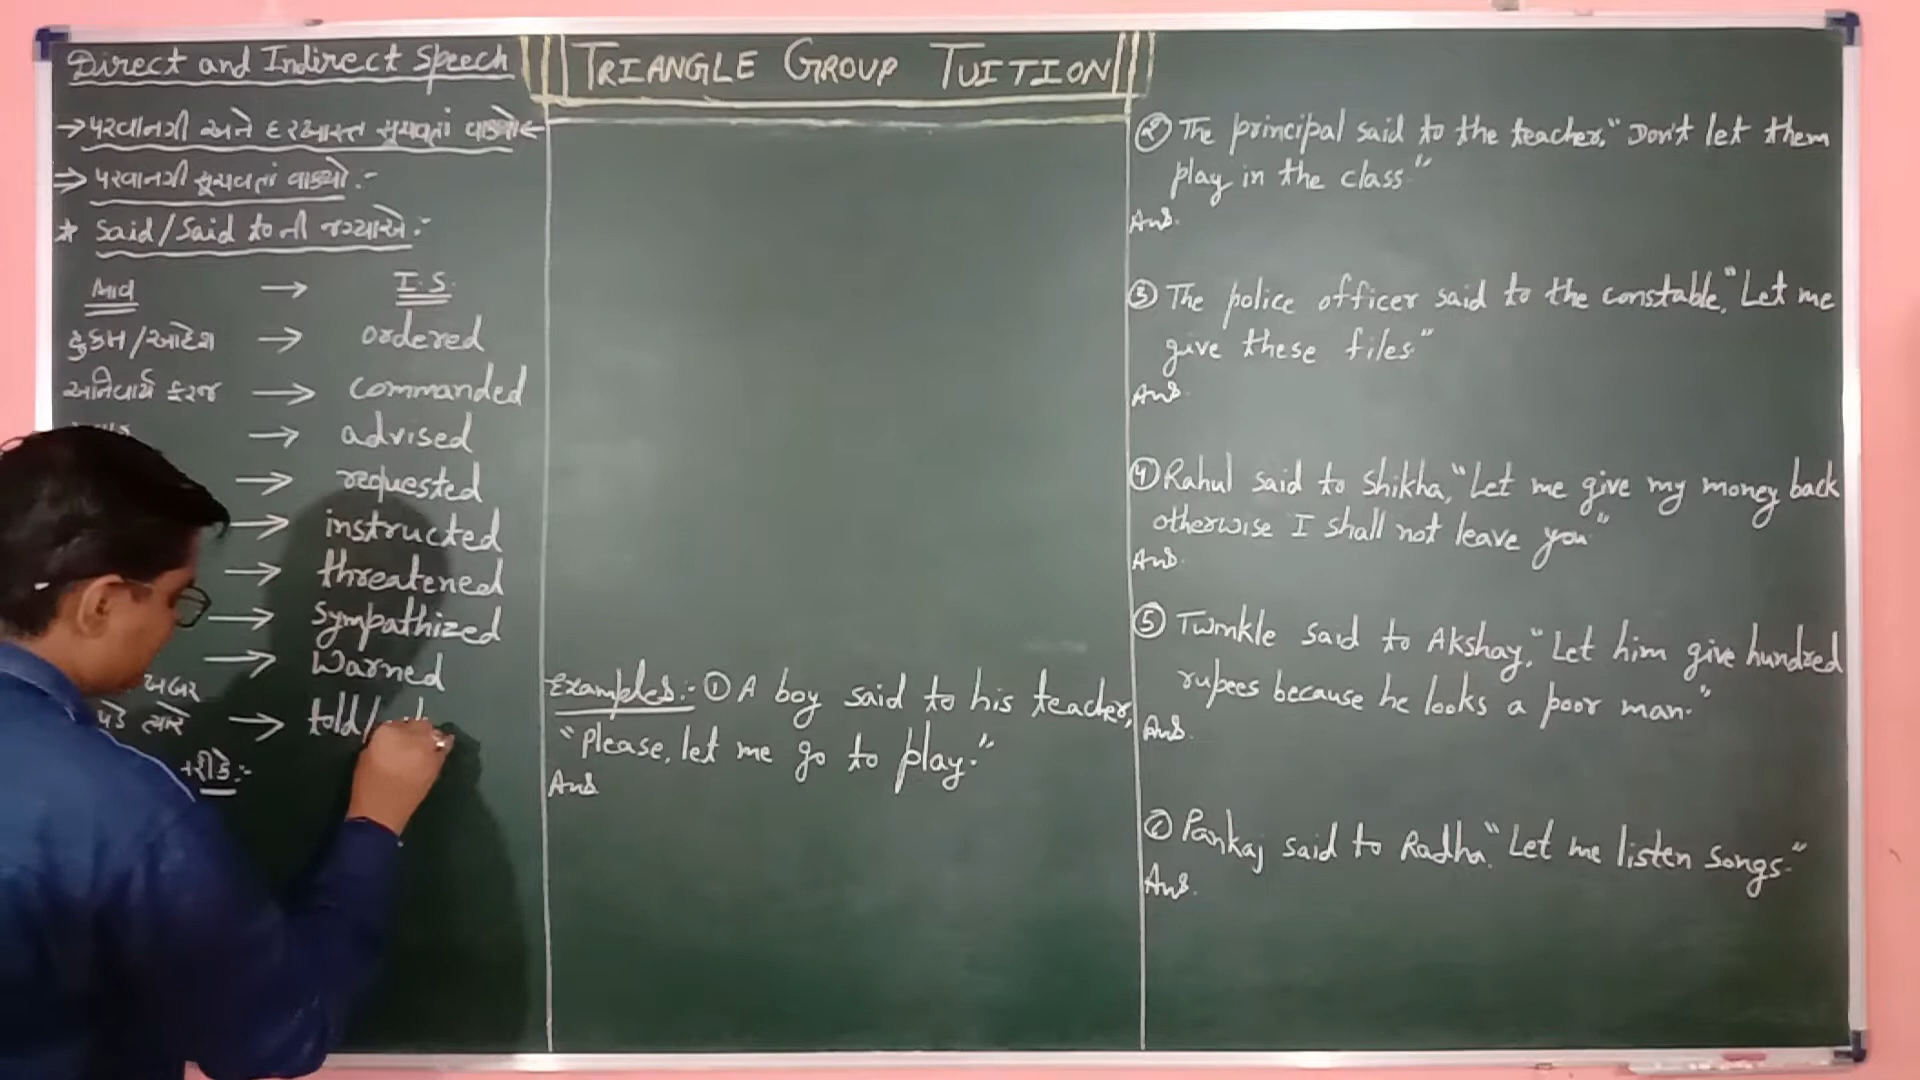 Direct and Indirect Speech
TRIANGLE GROUP TUITION
→ પરવાનગી અને દરખાસ્ત સૂચવતાં વાક્યો ←
⇒ પરવાનગી સૂચવતાં વાક્યો :-
* Said/Said to ની જગ્યાએ :-
ભાવ → I.S.
હુકમ/આદેશ → ordered
અનિવાર્ય ફરજ → commanded
→ advised
→ requested
→ instructed
→ threatened
→ Sympathized
→ Warned
ખબર
પડે ત્યારે → told/
તરીકે :-
Examples:- ① A boy said to his teacher,
"Please, let me go to play."
Ans
② The principal said to the teacher, "Don't let them
play in the class"
Ans.
③ The police officer said to the constable, "Let me
give these files"
Ans
④ Rahul said to Shikha, "Let me give my money back
otherwise I shall not leave you"
Ans.
⑤ Twinkle said to Akshay, "Let him give hundred
rupees because he looks a poor man."
Ans.
⑥ Pankaj said to Radha, "Let me listen songs."
Ans.